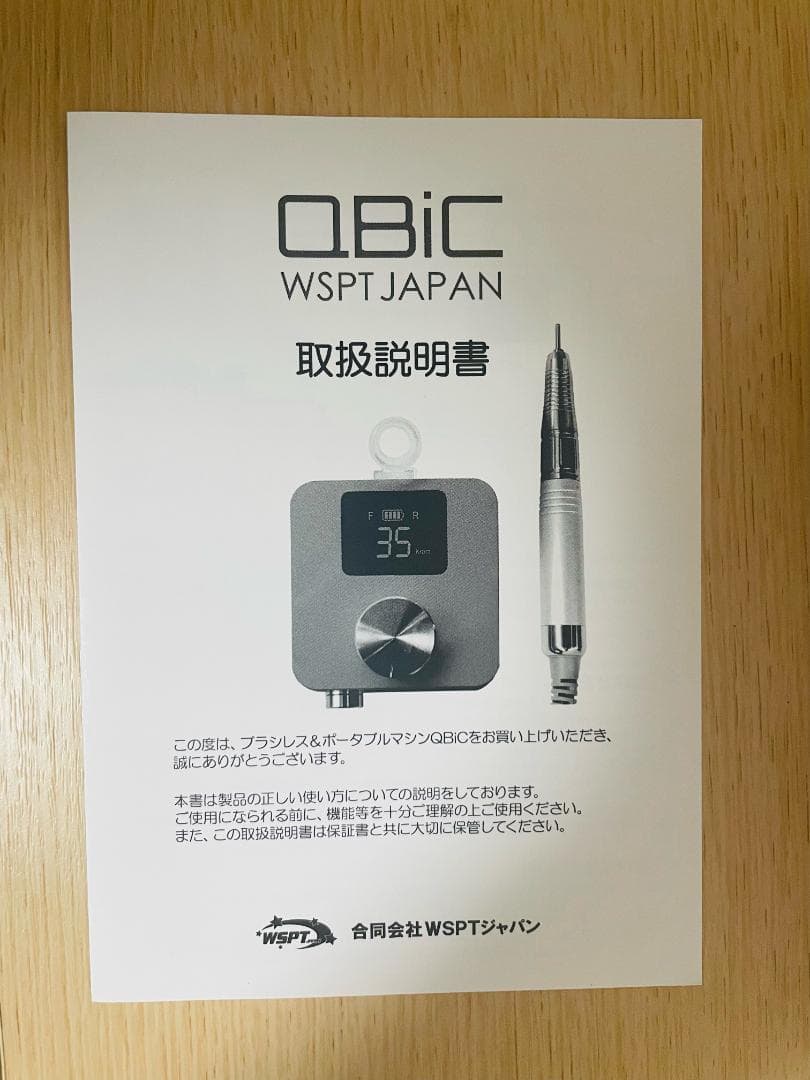 QBiC
WSPT JAPAN
取扱説明書
F R
35 Krpm
この度は、ブラシレス&ポータブルマシンQBiCをお買い上げいただき、
誠にありがとうございます。
本書は製品の正しい使い方についての説明をしております。
ご使用になられる前に、機能等を十分ご理解の上ご使用ください。
また、この取扱説明書は保証書と共に大切に保管してください。
WSPT
合同会社WSPTジャパン